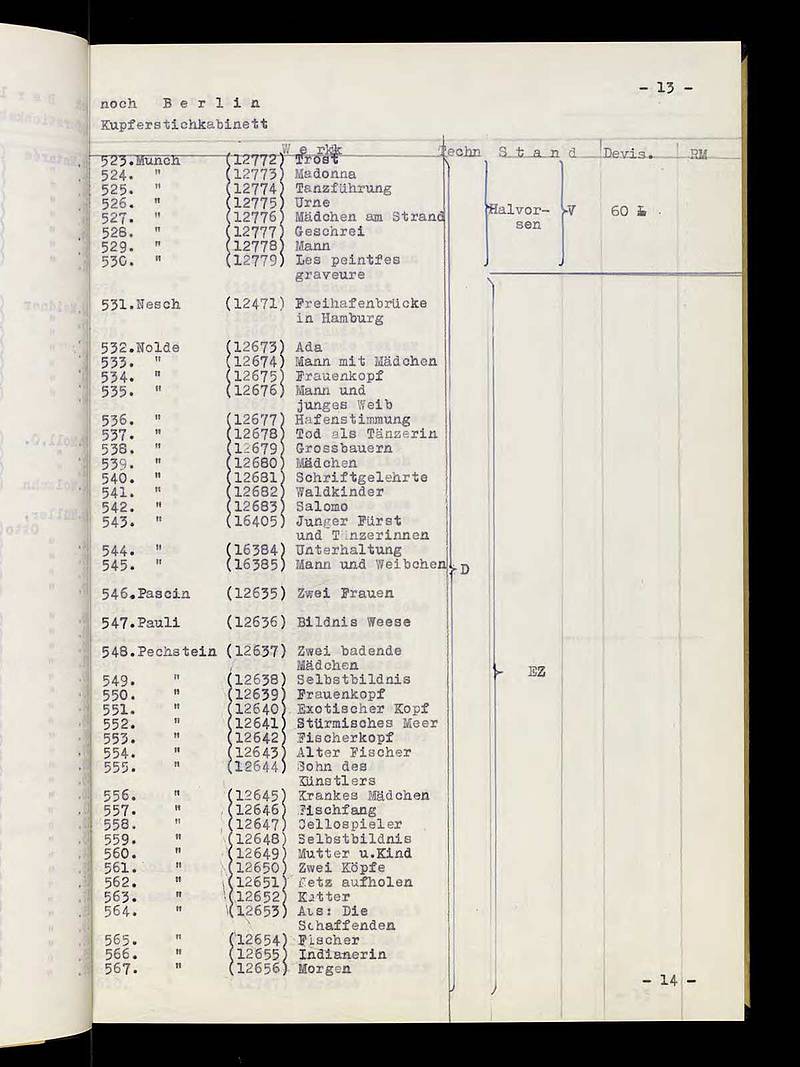 - 13 -
noch B e r l i n
Kupferstichkabinett
W e r k Techn S t a n d Devis. RM
523.Munch (12772) Trost
524. " (12773) Madonna
525. " (12774) Tanzführung
526. " (12775) Urne
527. " (12776) Mädchen am Strand
528. " (12777) Geschrei
529. " (12778) Mann
530. " (12779) Les peintfes
graveure
Halvor-
sen
V 60
531.Nesch (12471) Freihafenbrücke
in Hamburg
532.Nolde (12673) Ada
533. " (12674) Mann mit Mädchen
534. " (12675) Frauenkopf
535. " (12676) Mann und
junges Weib
536. " (12677) Hafenstimmung
537. " (12678) Tod als Tänzerin
538. " (12679) Grossbauern
539. " (12680) Mädchen
540. " (12681) Schriftgelehrte
541. " (12682) Waldkinder
542. " (12683) Salomo
543. " (16405) Junger Fürst
und Tänzerinnen
544. " (16384) Unterhaltung
545. " (16385) Mann und Weibchen
D
546.Pascin (12635) Zwei Frauen
547.Pauli (12636) Bildnis Weese
548.Pechstein (12637) Zwei badende
Mädchen
EZ
549. " (12638) Selbstbildnis
550. " (12639) Frauenkopf
551. " (12640) Exotischer Kopf
552. " (12641) Stürmisches Meer
553. " (12642) Fischerkopf
554. " (12643) Alter Fischer
555. " (12644) Sohn des
Künstlers
556. " (12645) Krankes Mädchen
557. " (12646) Fischfang
558. " (12647) Cellospieler
559. " (12648) Selbstbildnis
560. " (12649) Mutter u.Kind
561. " (12650) Zwei Köpfe
562. " (12651) Netz aufholen
563. " (12652) Kutter
564. " (12653) Aus: Die
Schaffenden
565. " (12654) Fischer
566. " (12655) Indianerin
567. " (12656) Morgen
- 14 -